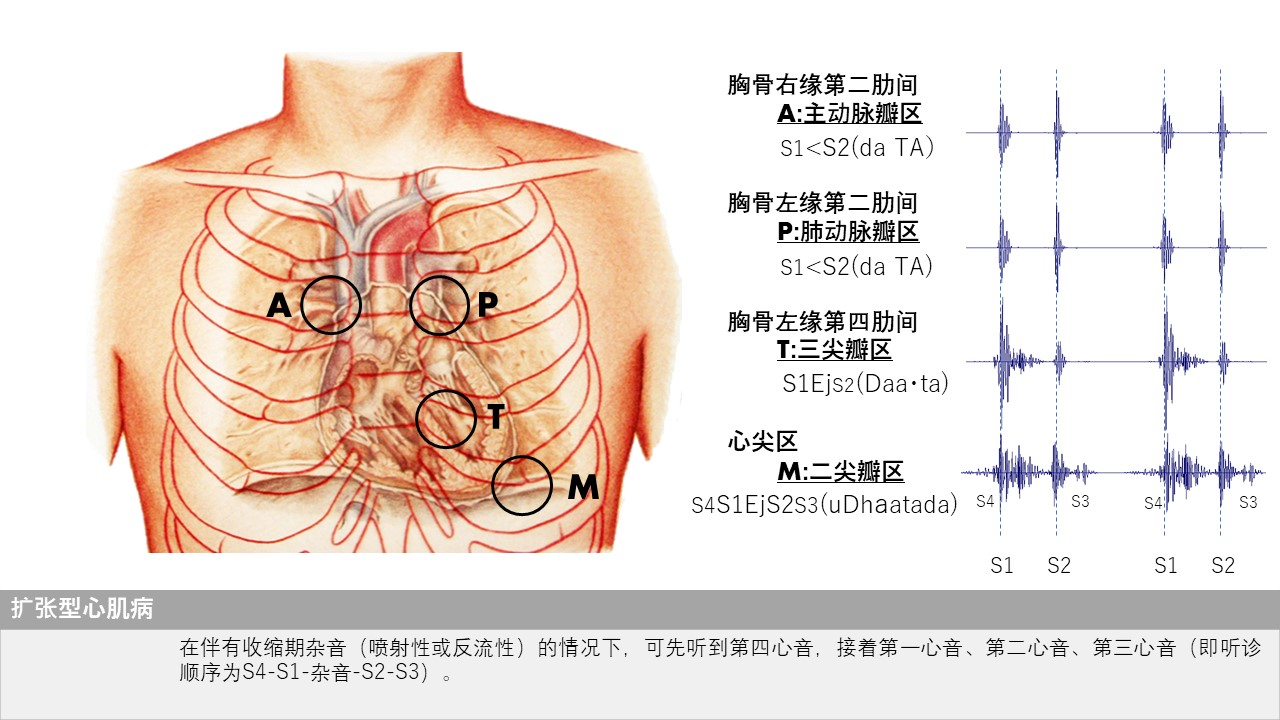 胸骨右缘第二肋间
A:主动脉瓣区
S1<S2(da TA)
胸骨左缘第二肋间
P:肺动脉瓣区
S1<S2(da TA)
A
P
胸骨左缘第四肋间
T:三尖瓣区
S1EjS2(Daa・ta)
T
心尖区
M:二尖瓣区
S4S1EjS2S3(uDhaatada)
M
S4
S3
S4
S3
S1
S2
S1
S2
扩张型心肌病
在伴有收缩期杂音（喷射性或反流性）的情况下，可先听到第四心音，接着第一心音、第二心音、第三心音（即听诊
顺序为S4-S1-杂音-S2-S3）。